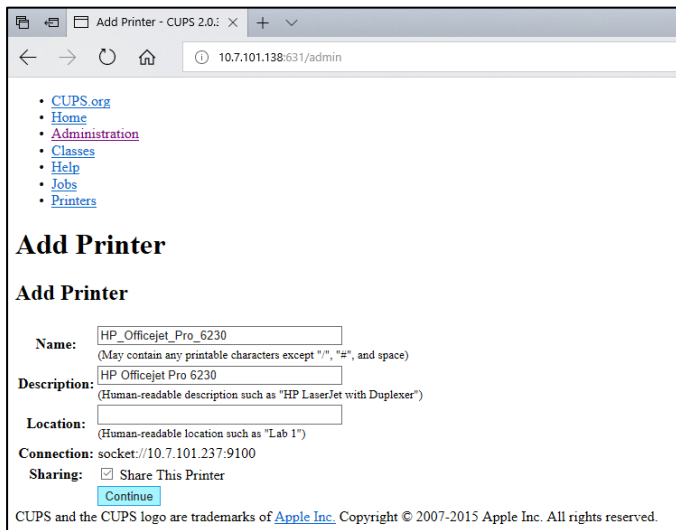 Add Printer - CUPS 2.0.
10.7.101.138:631/admin
CUPS.org
Home
Administration
Classes
Help
Jobs
Printers
Add Printer
Add Printer
Name: HP_Officejet_Pro_6230
(May contain any printable characters except "/", "#", and space)
Description: HP Officejet Pro 6230
(Human-readable description such as "HP LaserJet with Duplexer")
Location:
(Human-readable location such as "Lab 1")
Connection: socket://10.7.101.237:9100
Sharing: Share This Printer
Continue
CUPS and the CUPS logo are trademarks of Apple Inc. Copyright © 2007-2015 Apple Inc. All rights reserved.